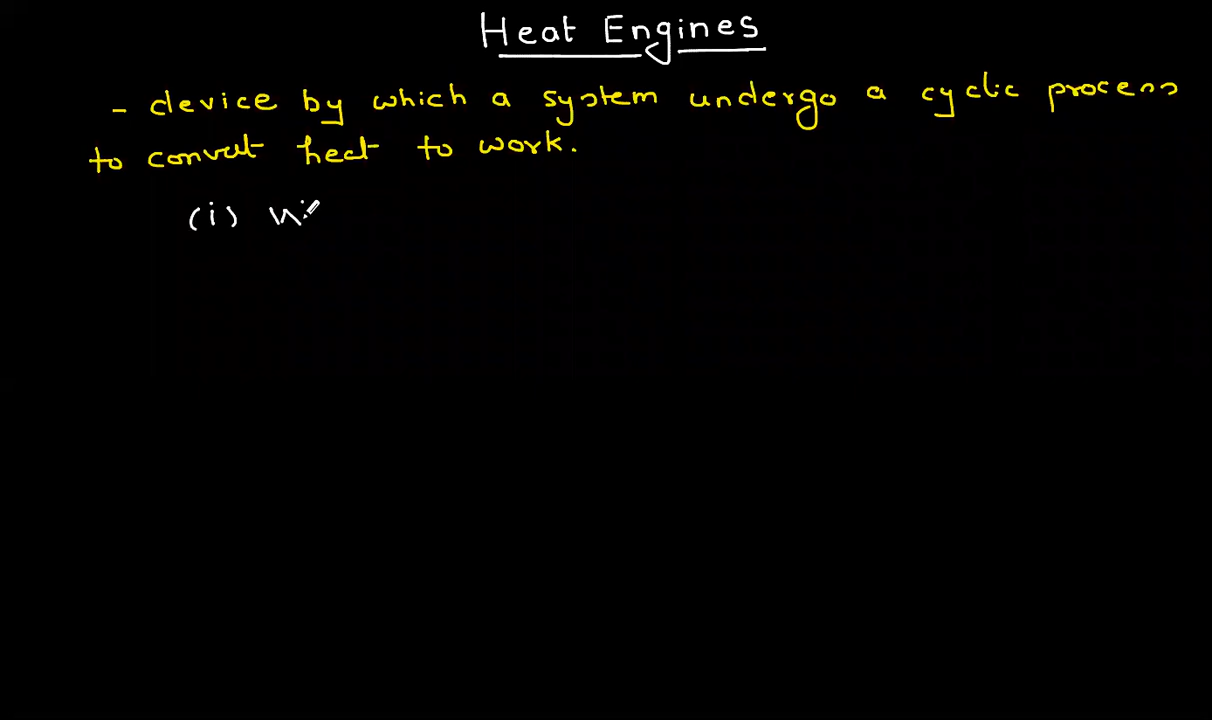 Heat Engines
- device by which a system undergo a cyclic process
to convert heat to work.
(i)